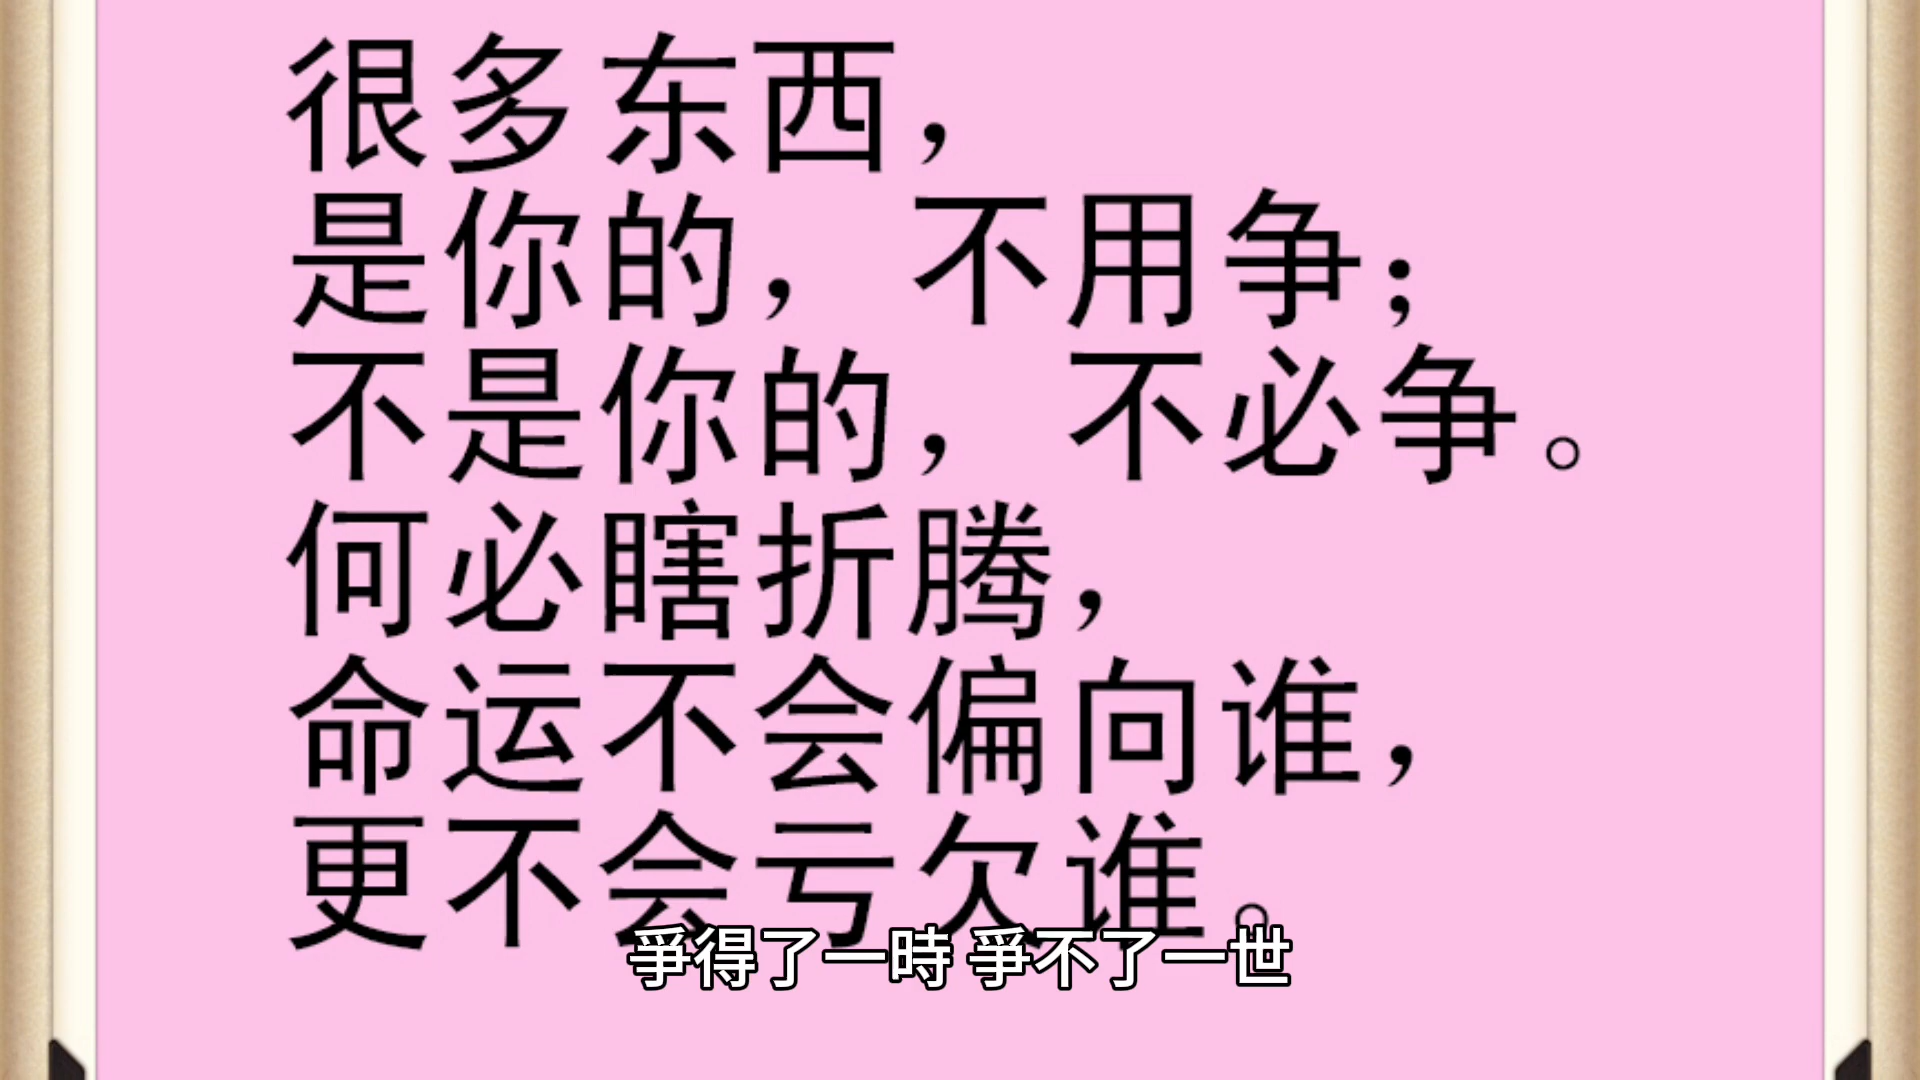 很多东西，
是你的，不用争；
不是你的，不必争。
何必瞎折腾，
命运不会偏向谁，
更不会亏欠谁。
爭得了一時 爭不了一世